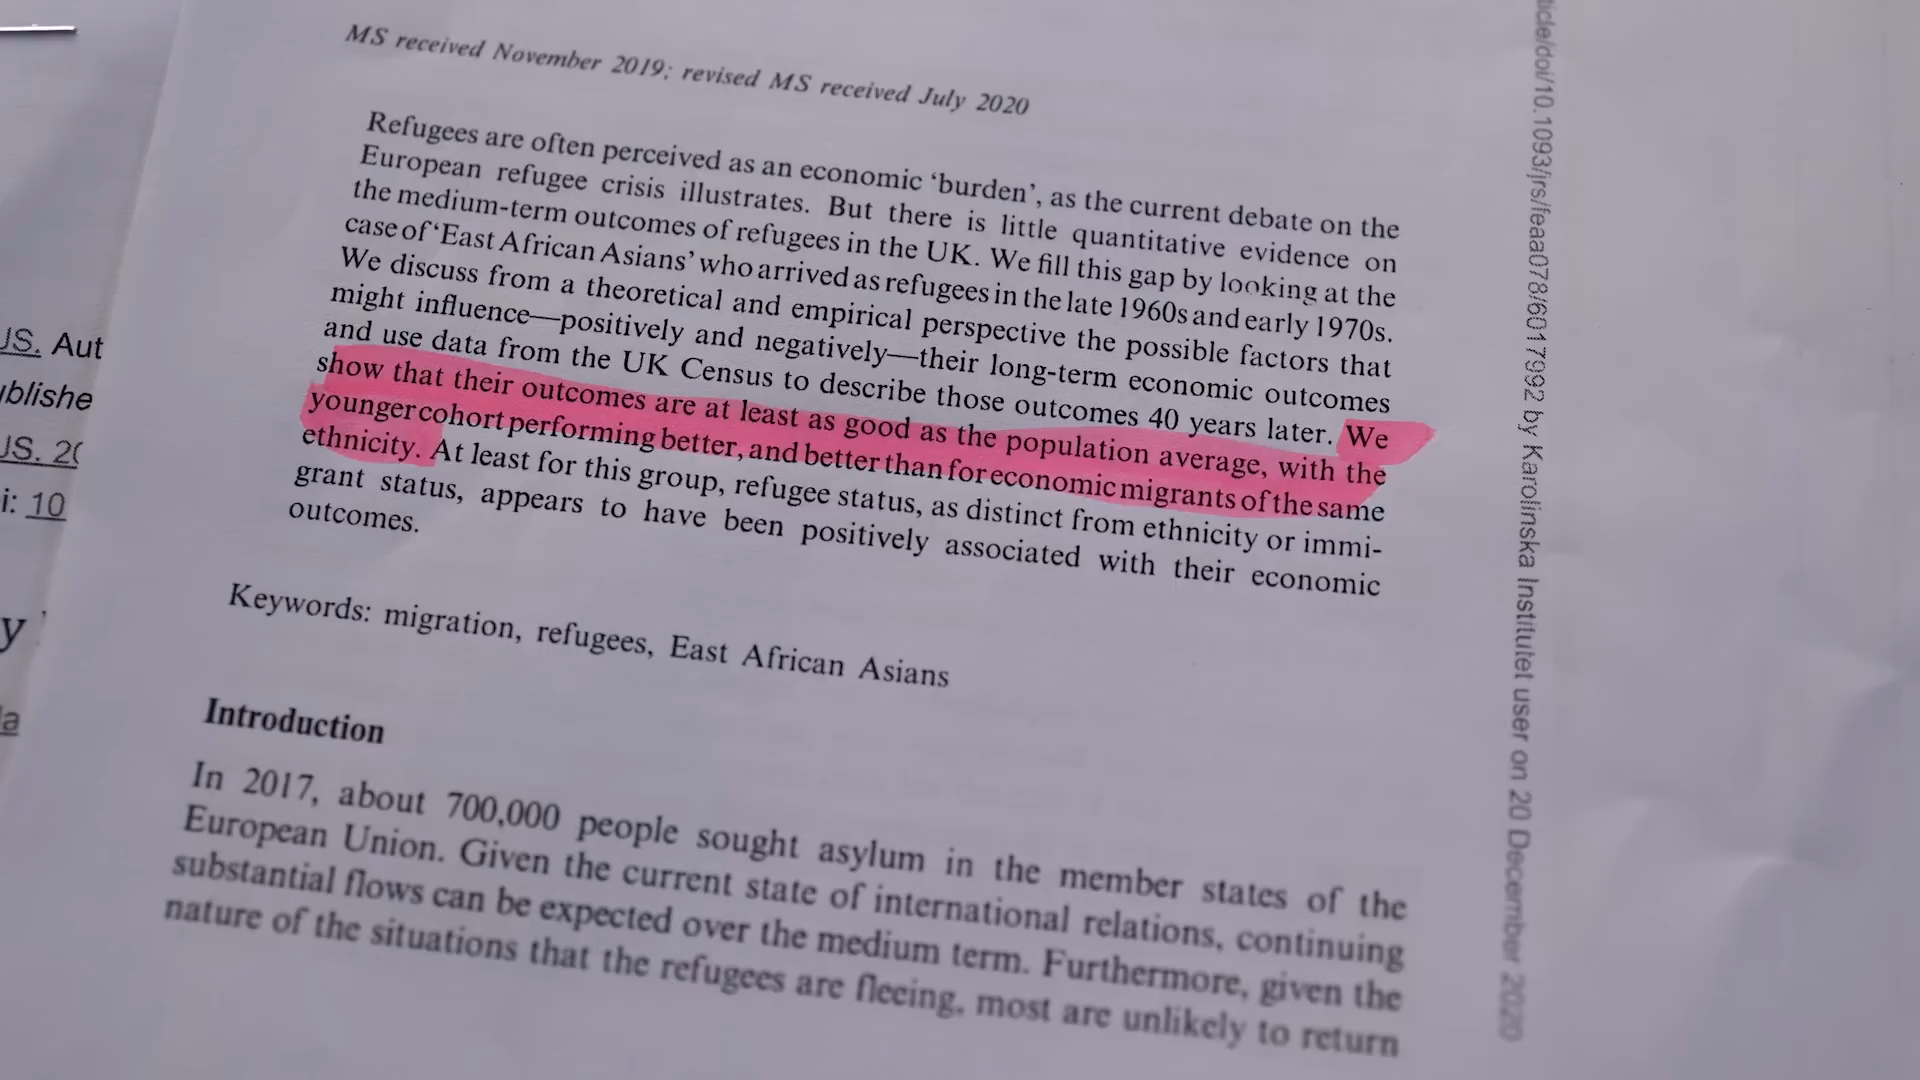 MS received November 2019; revised MS received July 2020
Refugees are often perceived as an economic ‘burden’, as the current debate on the
European refugee crisis illustrates. But there is little quantitative evidence on
the medium-term outcomes of refugees in the UK. We fill this gap by looking at the
case of ‘East African Asians’ who arrived as refugees in the late 1960s and early 1970s.
We discuss from a theoretical and empirical perspective the possible factors that
might influence—positively and negatively—their long-term economic outcomes
and use data from the UK Census to describe those outcomes 40 years later. We
show that their outcomes are at least as good as the population average, with the
younger cohort performing better, and better than for economic migrants of the same
ethnicity. At least for this group, refugee status, as distinct from ethnicity or immi-
grant status, appears to have been positively associated with their economic
outcomes.
Keywords: migration, refugees, East African Asians
Introduction
In 2017, about 700,000 people sought asylum in the member states of the
European Union. Given the current state of international relations, continuing
substantial flows can be expected over the medium term. Furthermore, given the
nature of the situations that the refugees are fleeing, most are unlikely to return
ticle/doi/10.1093/jrs/feaa078/6017992 by Karolinska Institutet user on 20 December 2020
US. Aut
ublishe
US. 20
i: 10
y
la